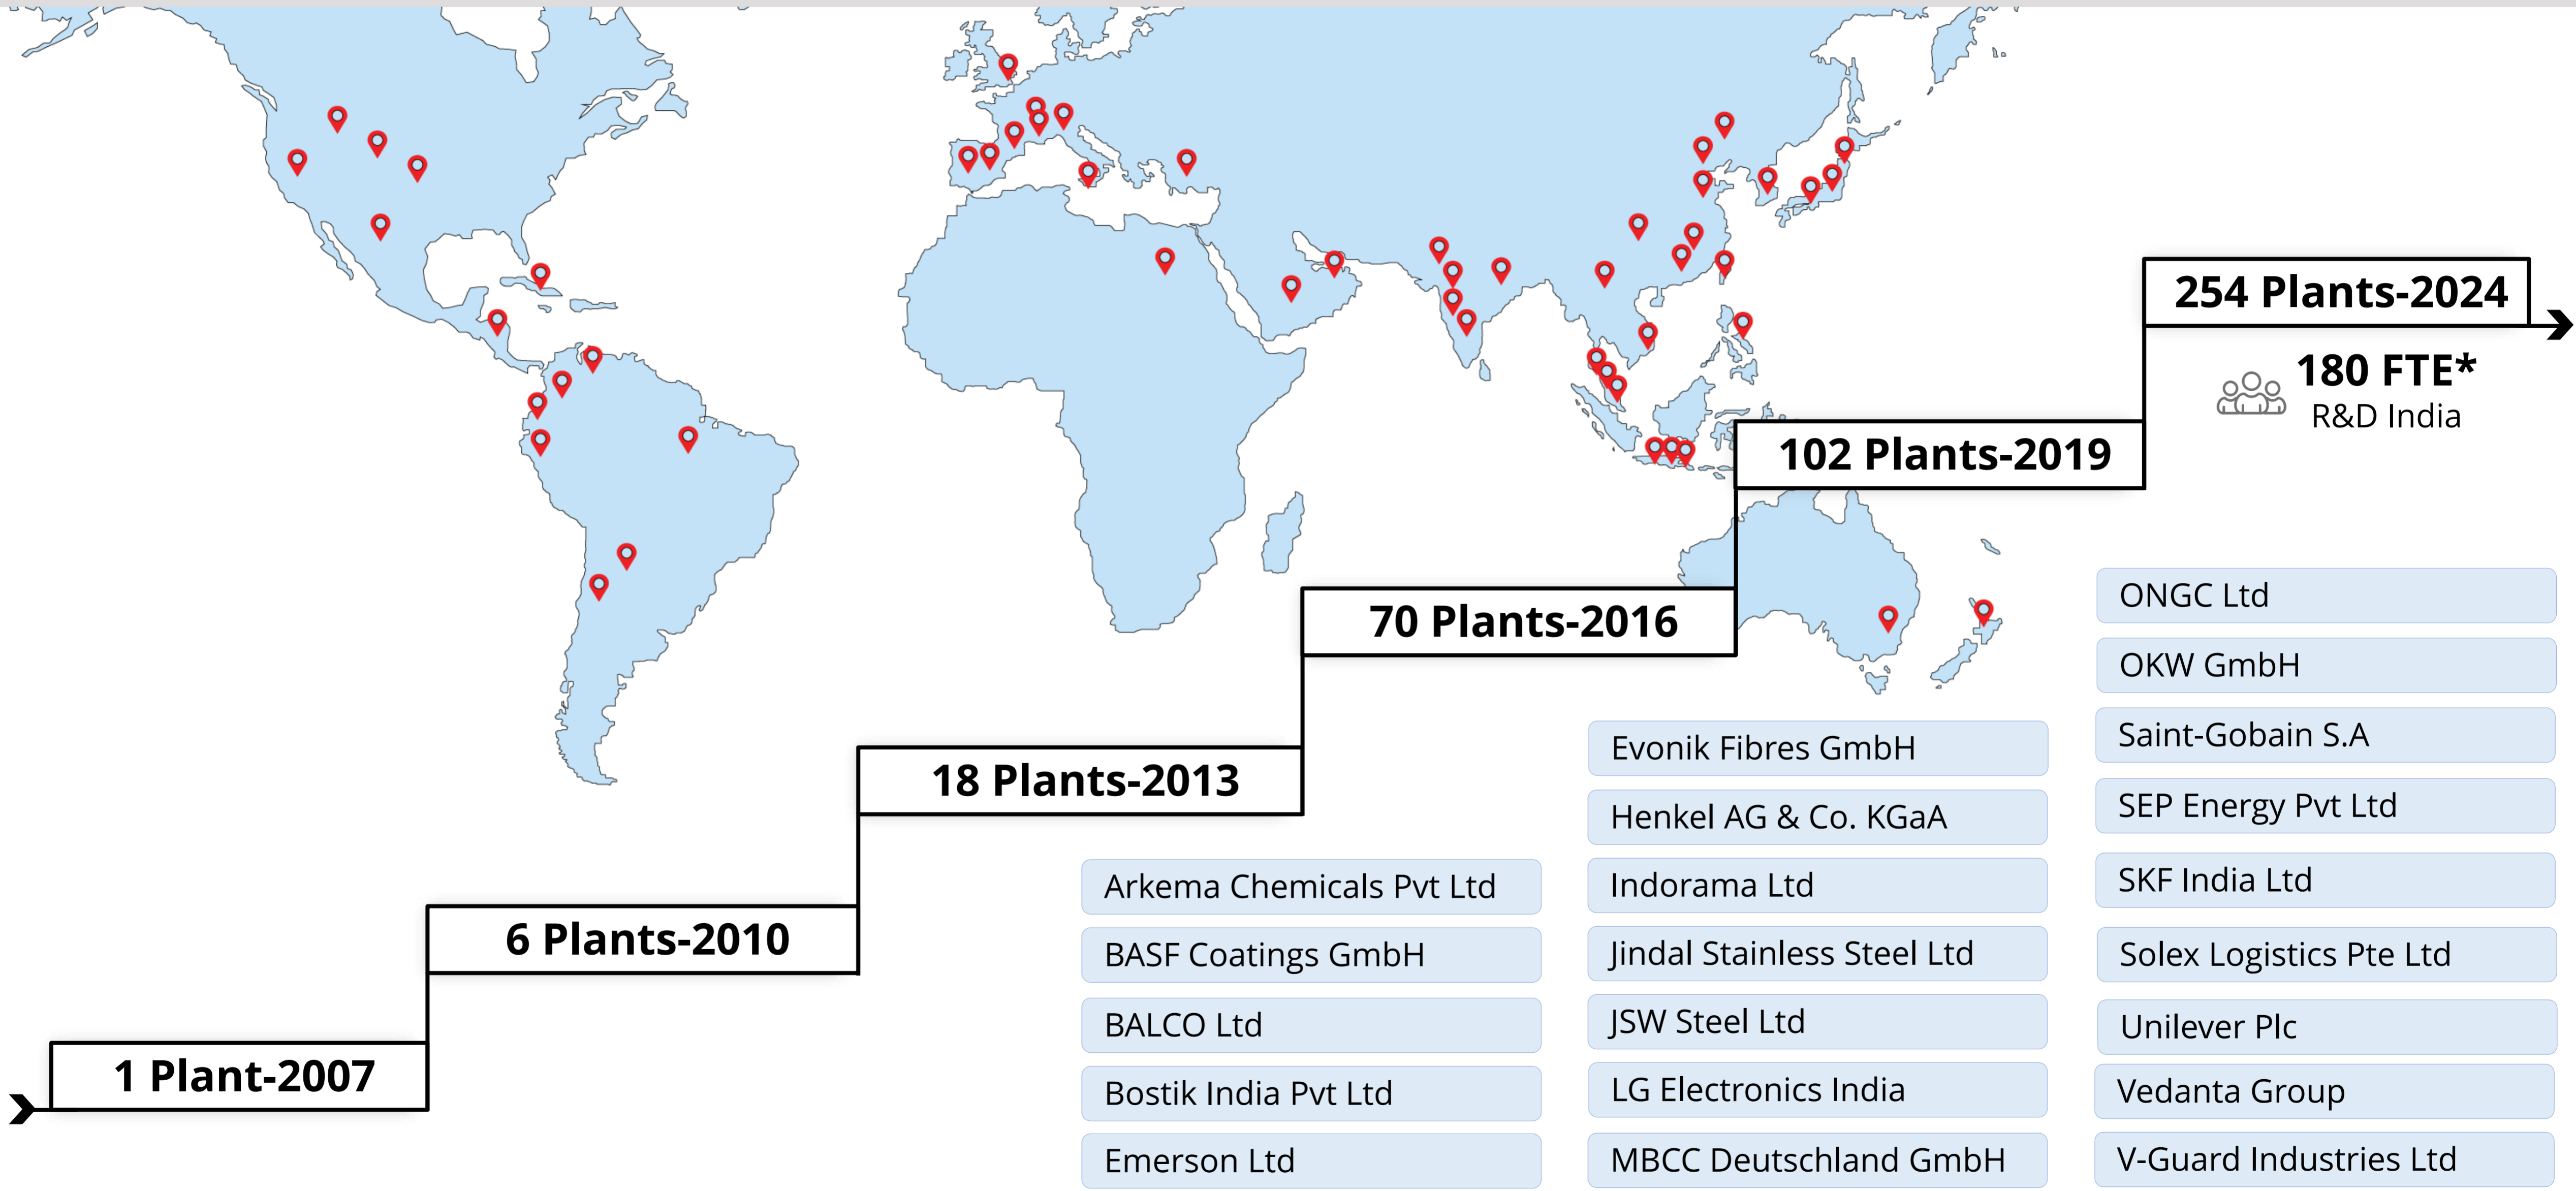 254 Plants-2024
180 FTE*
R&D India
102 Plants-2019
70 Plants-2016
18 Plants-2013
6 Plants-2010
1 Plant-2007
Arkema Chemicals Pvt Ltd
BASF Coatings GmbH
BALCO Ltd
Bostik India Pvt Ltd
Emerson Ltd
Evonik Fibres GmbH
Henkel AG & Co. KGaA
Indorama Ltd
Jindal Stainless Steel Ltd
JSW Steel Ltd
LG Electronics India
MBCC Deutschland GmbH
ONGC Ltd
OKW GmbH
Saint-Gobain S.A
SEP Energy Pvt Ltd
SKF India Ltd
Solex Logistics Pte Ltd
Unilever Plc
Vedanta Group
V-Guard Industries Ltd